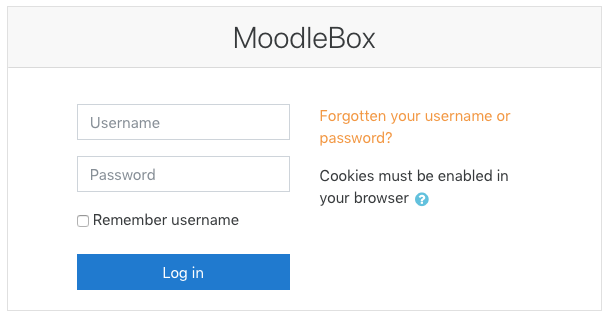 MoodleBox
Username
Password
Remember username
Log in
Forgotten your username or
password?
Cookies must be enabled in
your browser ?